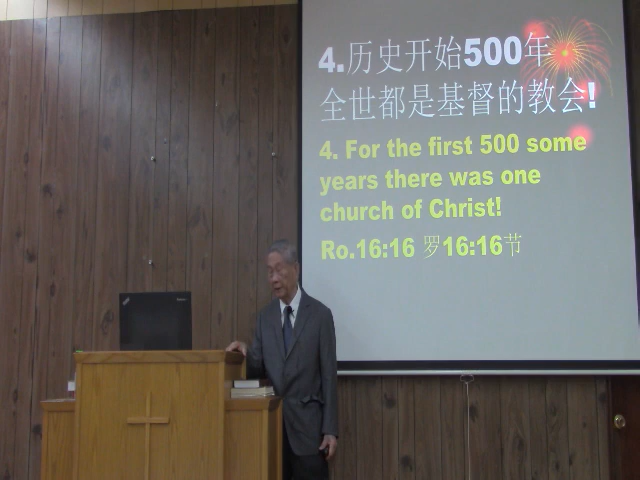 4.历史开始500年
全世都是基督的教会!
4. For the first 500 some
years there was one
church of Christ!
Ro.16:16 罗16:16节